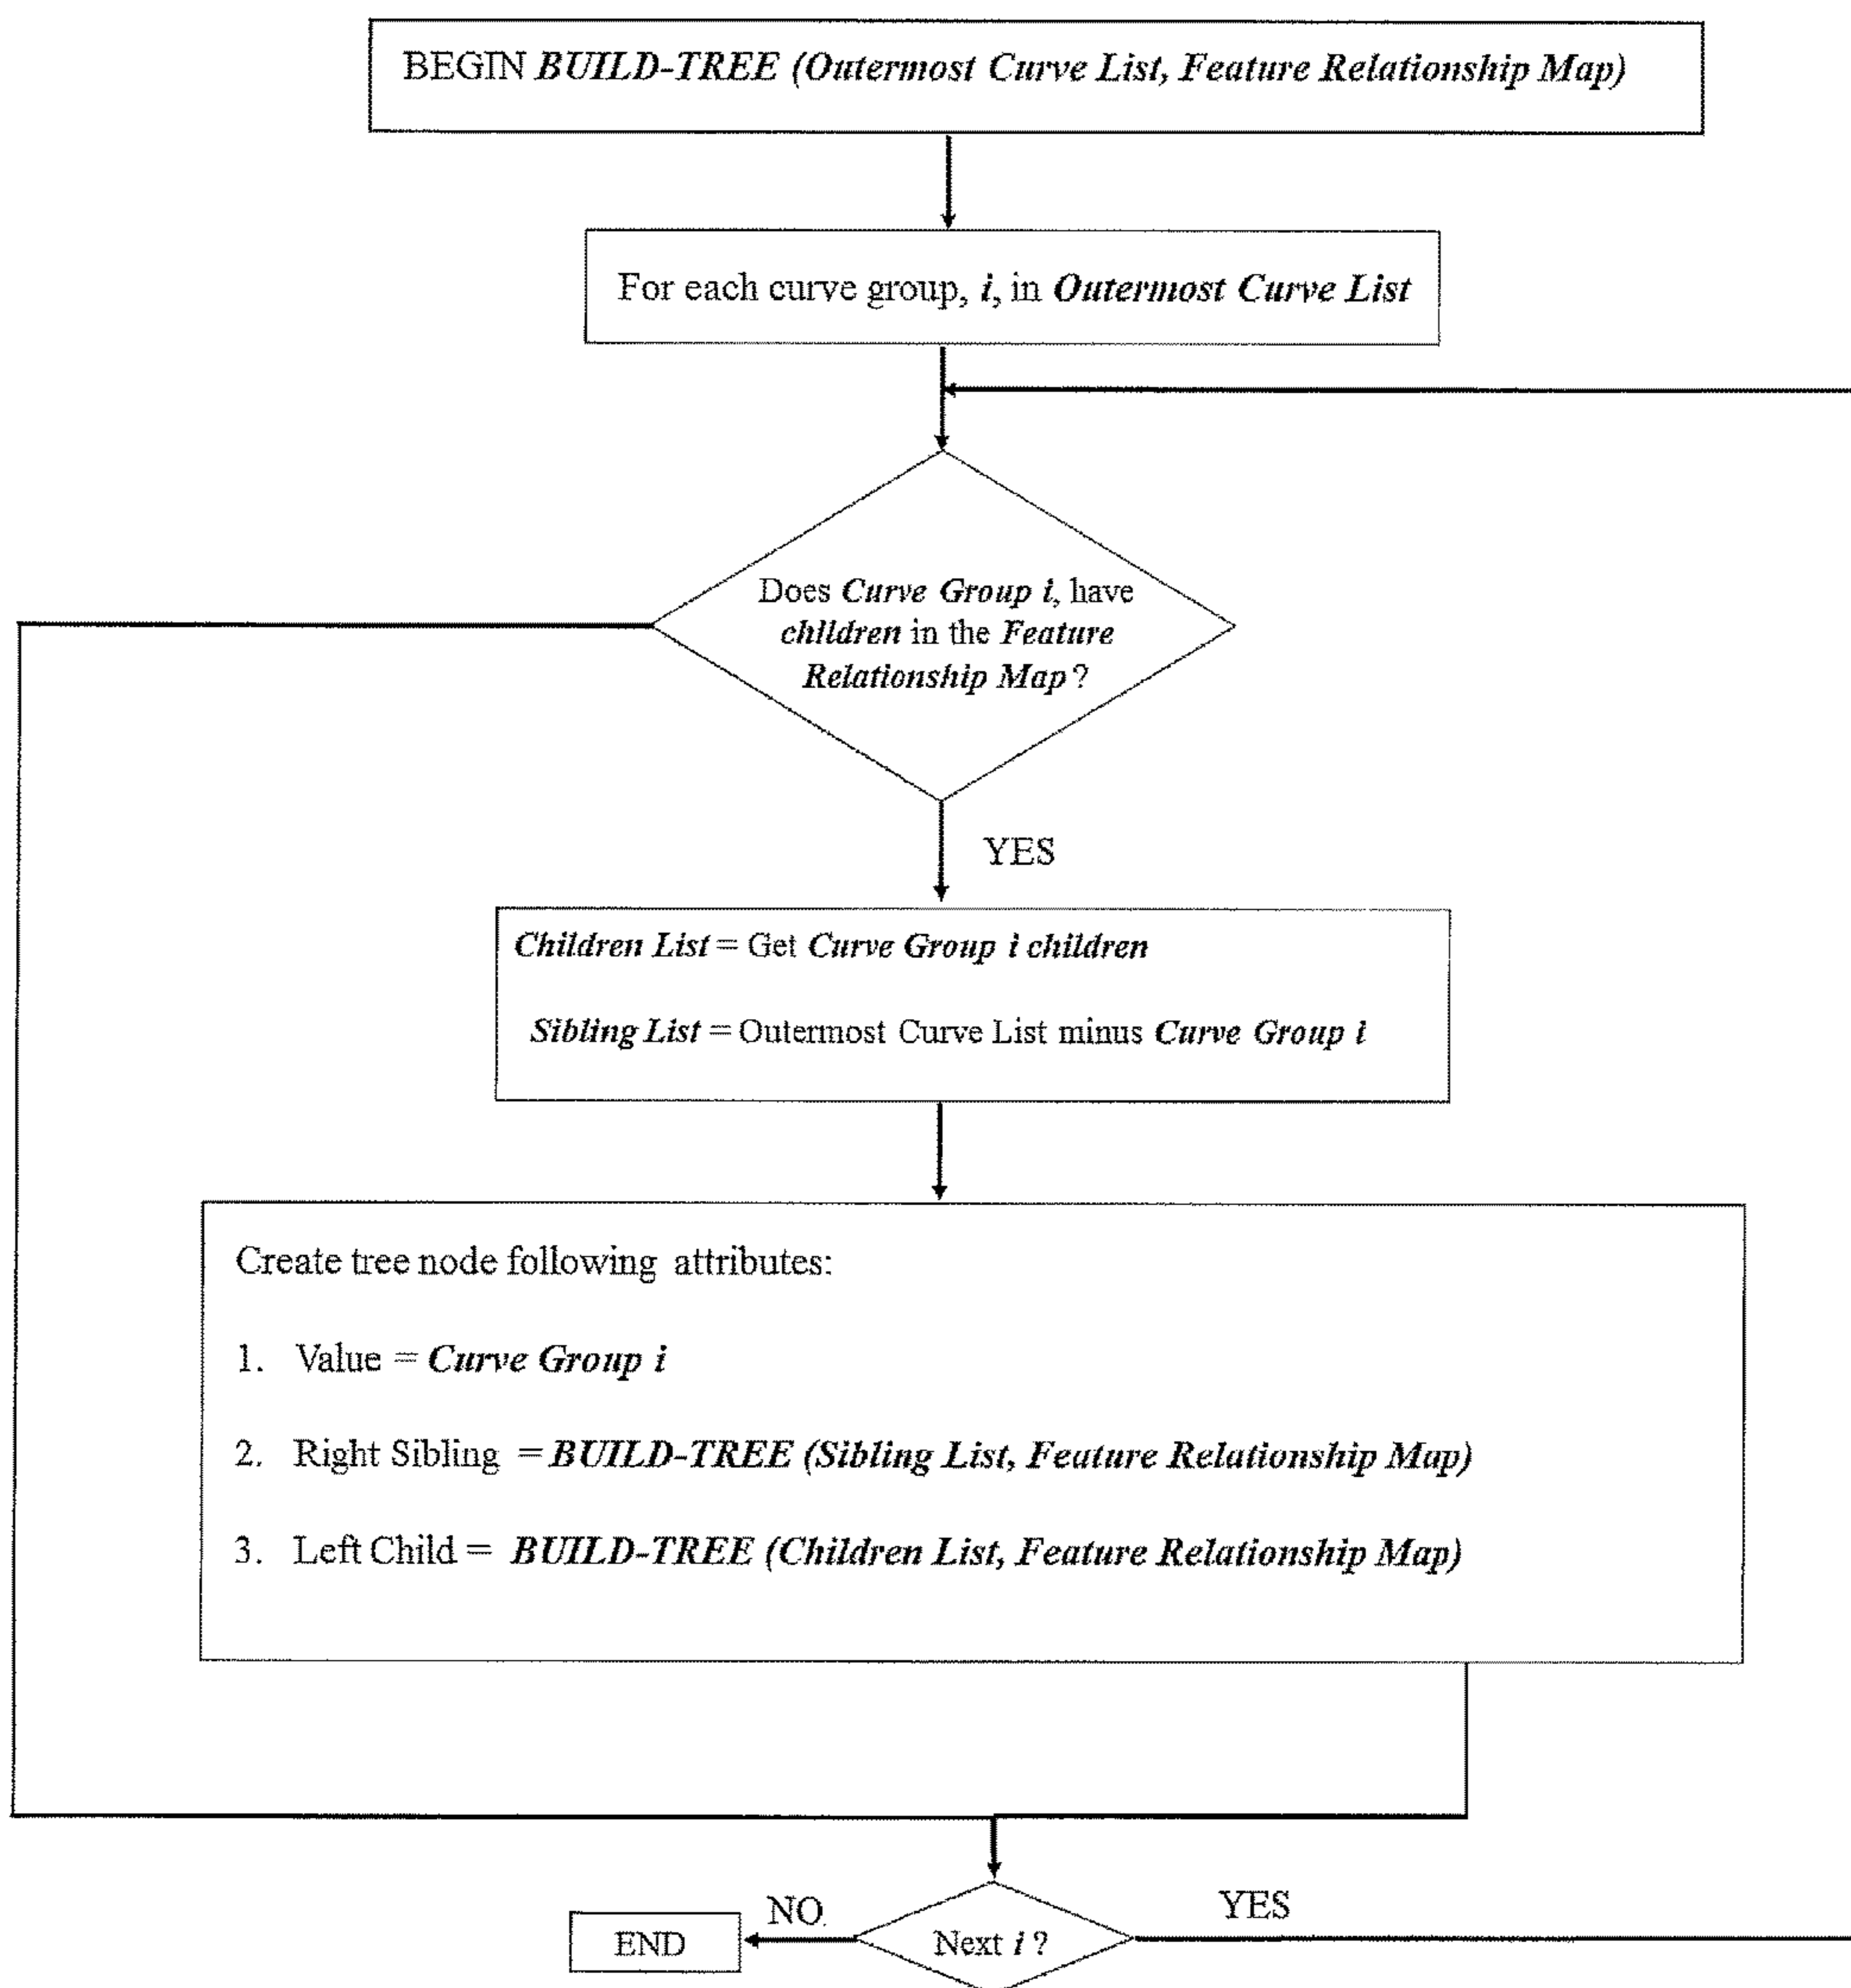 BEGIN BUILD-TREE (Outermost Curve List, Feature Relationship Map)
For each curve group, i, in Outermost Curve List
Does Curve Group i, have
children in the Feature
Relationship Map?
YES
Children List = Get Curve Group i children
Sibling List = Outermost Curve List minus Curve Group i
Create tree node following attributes:
1. Value = Curve Group i
2. Right Sibling = BUILD-TREE (Sibling List, Feature Relationship Map)
3. Left Child = BUILD-TREE (Children List, Feature Relationship Map)
END
NO
Next i ?
YES